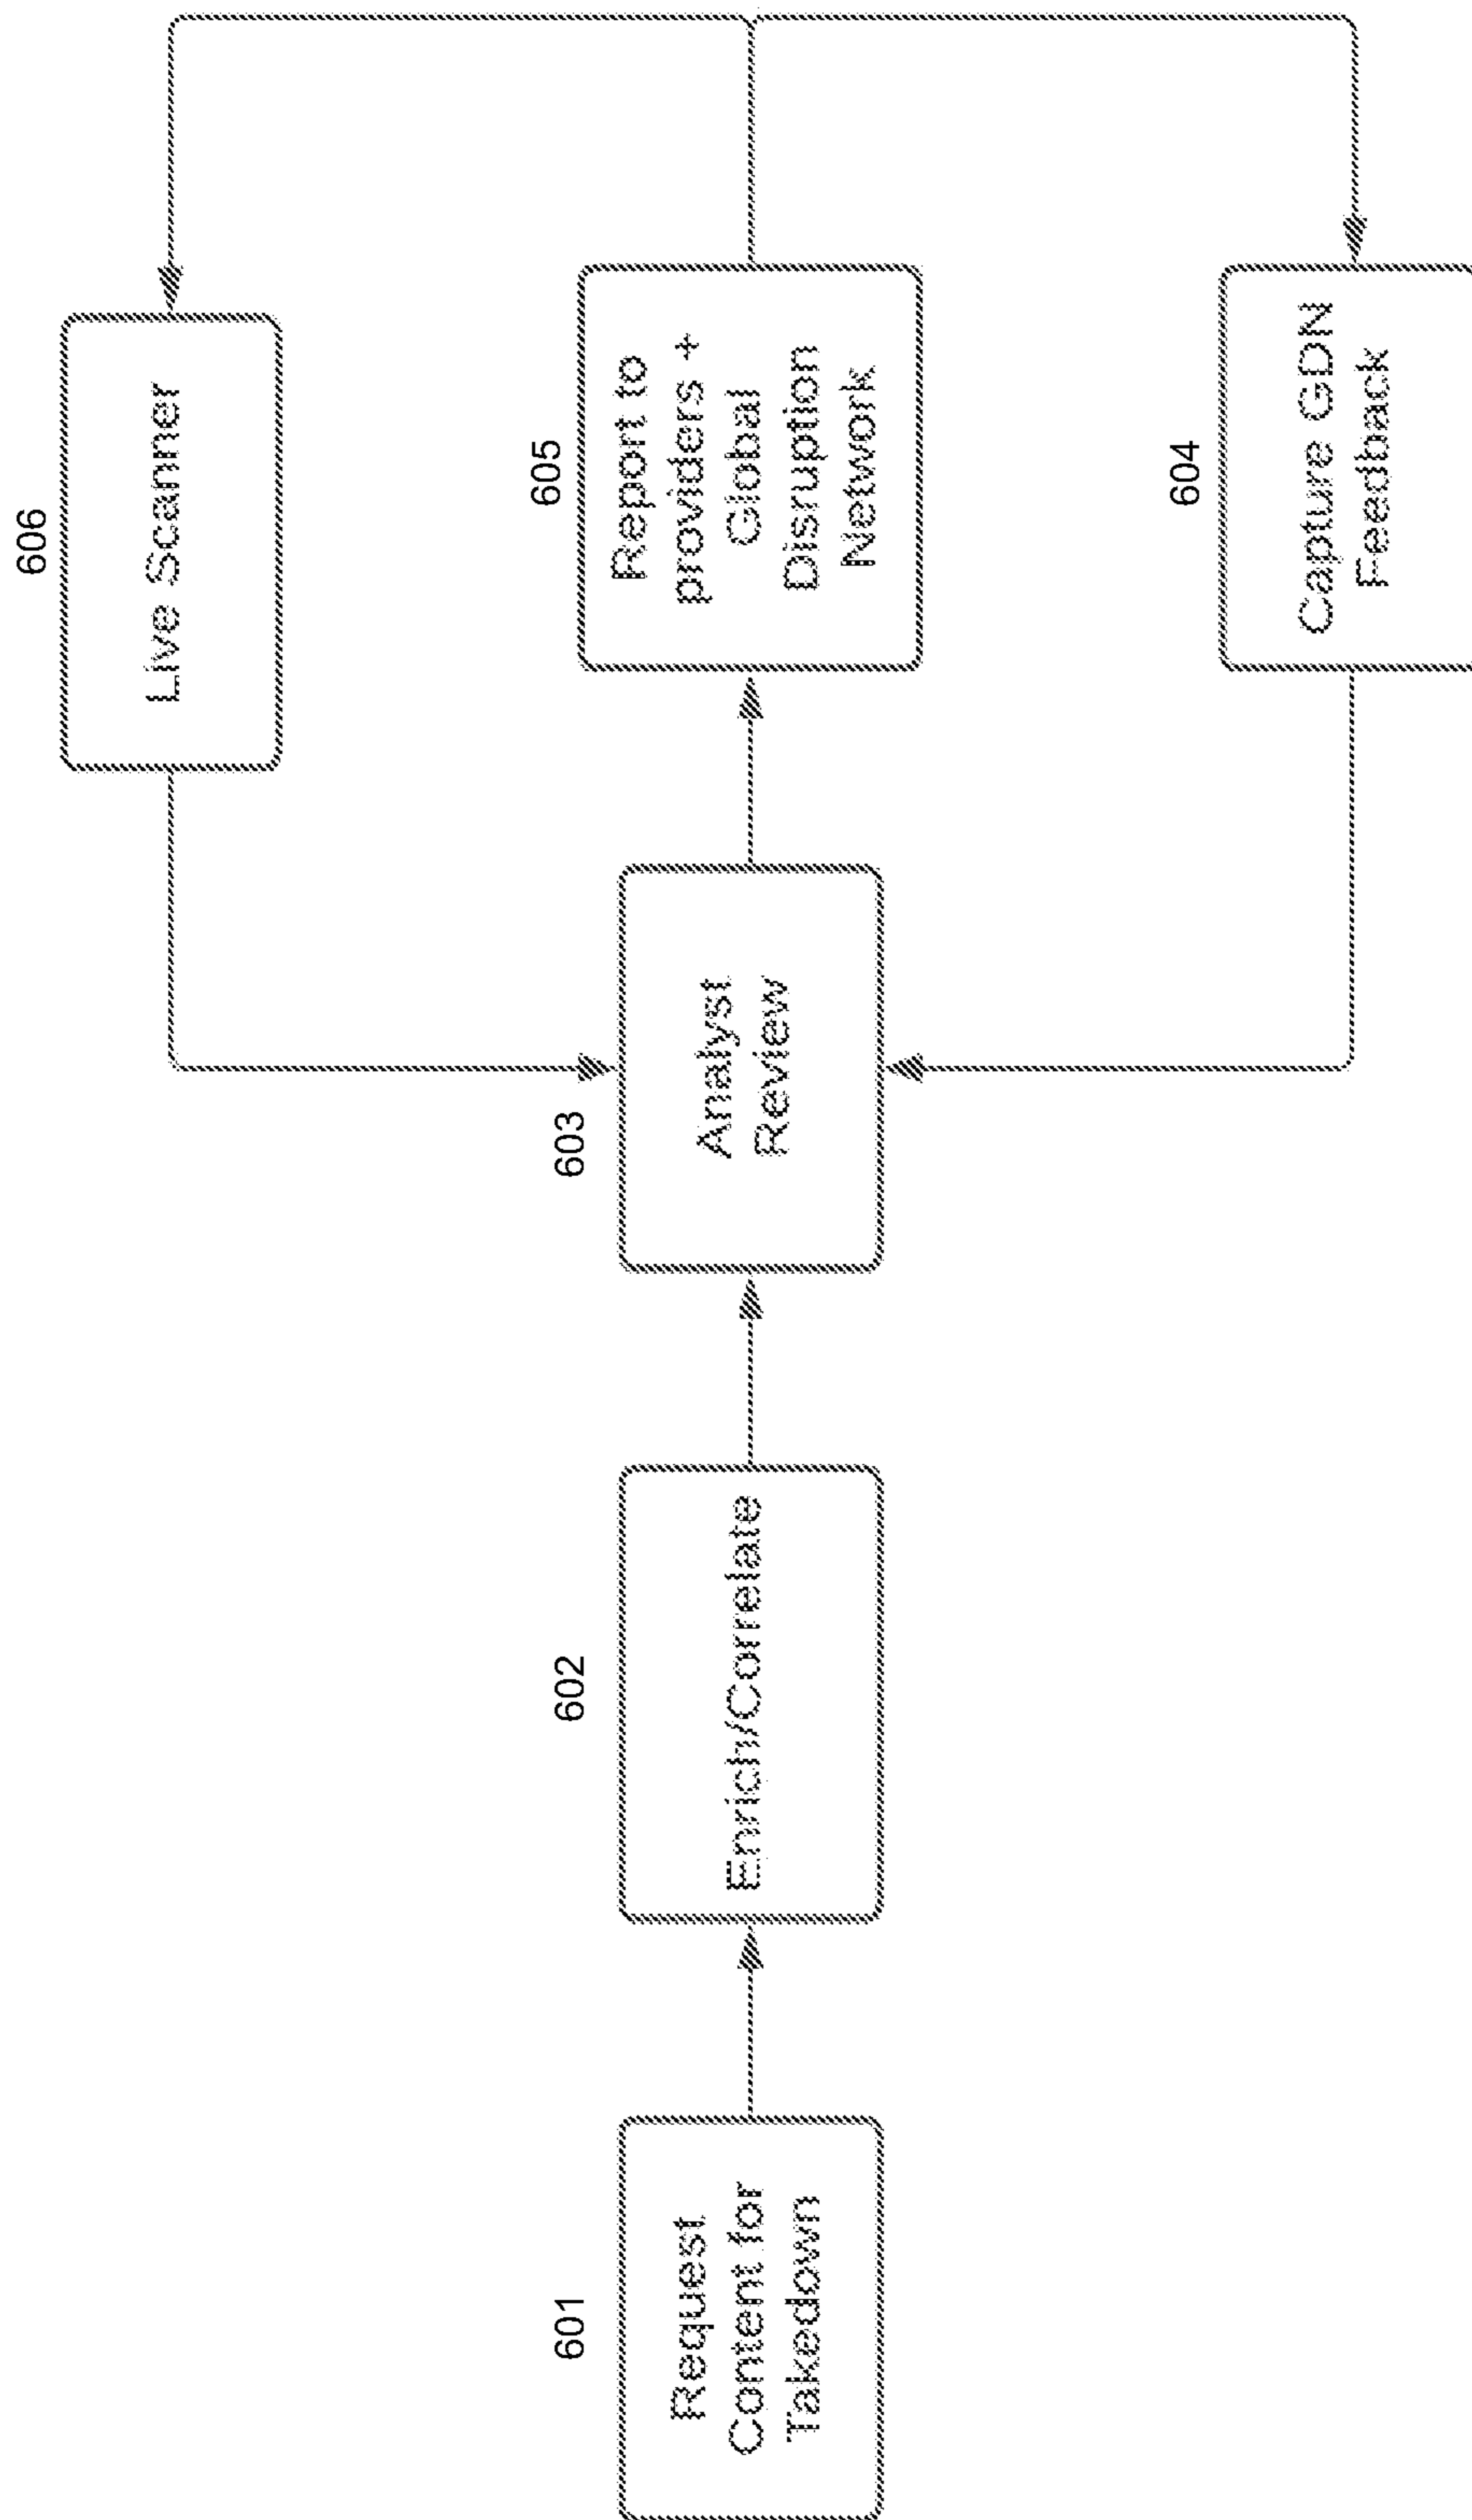 606
Live Scanner
605
Report to
providers +
Global
Disruption
Network
604
Capture GDN
Feedback
603
Analyst
Review
602
Enrich/Correlate
601
Request
Content for
Takedown